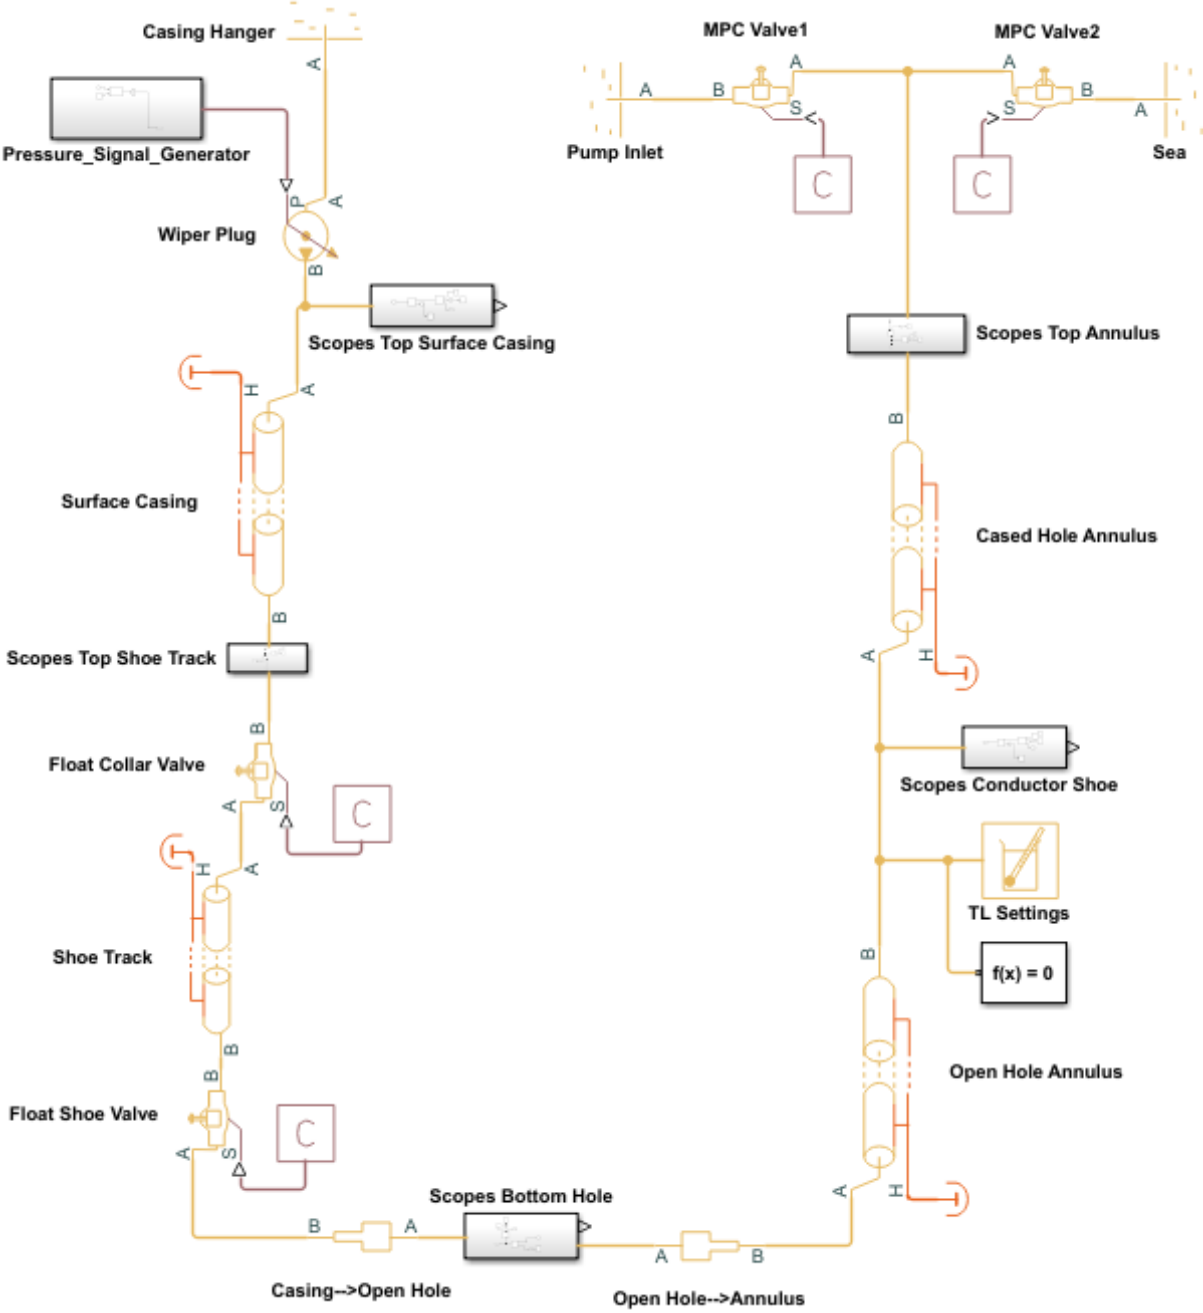 Casing Hanger
A
Pressure_Signal_Generator
P
A
Wiper Plug
B
Scopes Top Surface Casing
H
A
Surface Casing
B
Scopes Top Shoe Track
B
Float Collar Valve
A
S
C
H
A
Shoe Track
B
B
Float Shoe Valve
A
S
C
B
A
Casing-->Open Hole
Scopes Bottom Hole
A
B
Open Hole-->Annulus
MPC Valve1
MPC Valve2
A
B
A
S
A
S
B
A
Pump Inlet
Sea
C
C
Scopes Top Annulus
B
Cased Hole Annulus
A
H
Scopes Conductor Shoe
TL Settings
f(x) = 0
B
Open Hole Annulus
A
H